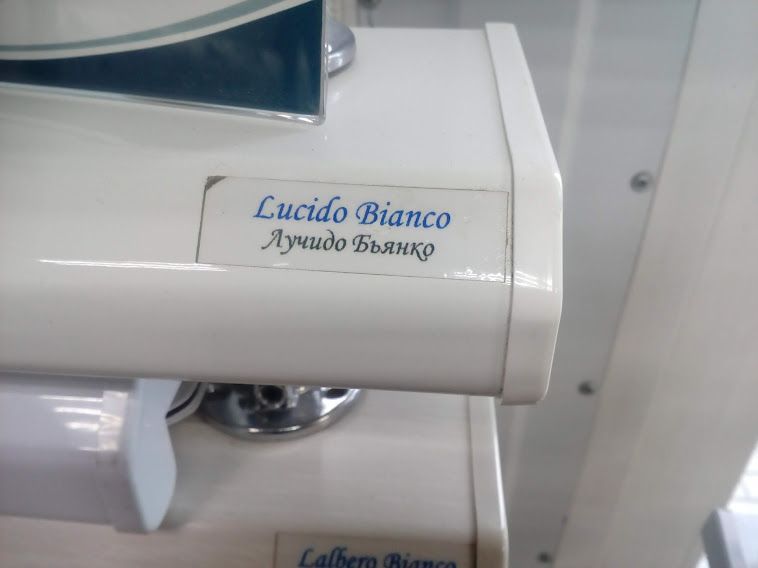 Lucido Bianco
Лучидо Бьянко
Lalbero Bianco